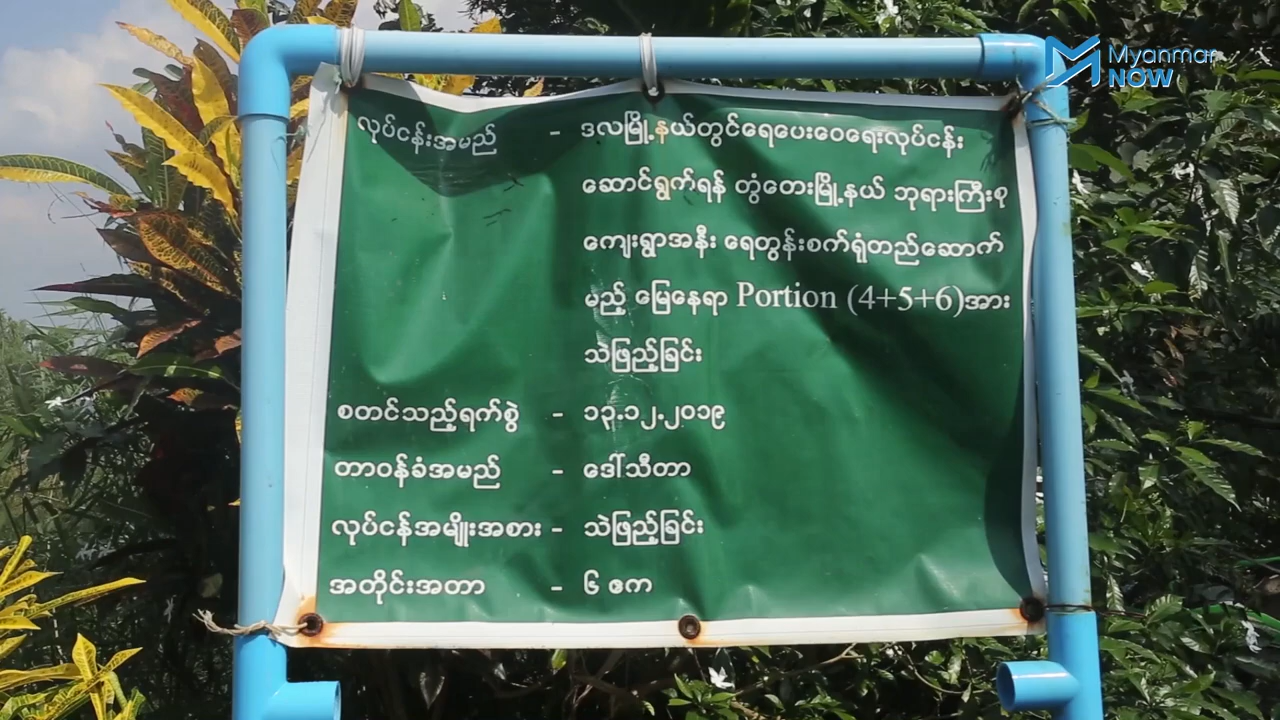 Myanmar
NOW
လုပ်ငန်းအမည် - ဒလမြို့နယ်တွင်ရေပေးဝေရေးလုပ်ငန်း
ဆောင်ရွက်ရန် တွံတေးမြို့နယ် ဘုရားကြီးစု
ကျေးရွာအနီး ရေတွန်းစက်ရုံတည်ဆောက်
မည့် မြေနေရာ Portion (4+5+6)အား
သဲဖြည့်ခြင်း
စတင်သည့်ရက်စွဲ - ၁၃.၁၂.၂၀၁၉
တာဝန်ခံအမည် - ဒေါ်သီတာ
လုပ်ငန်အမျိုးအစား - သဲဖြည့်ခြင်း
အတိုင်းအတာ - ၆ ဧက